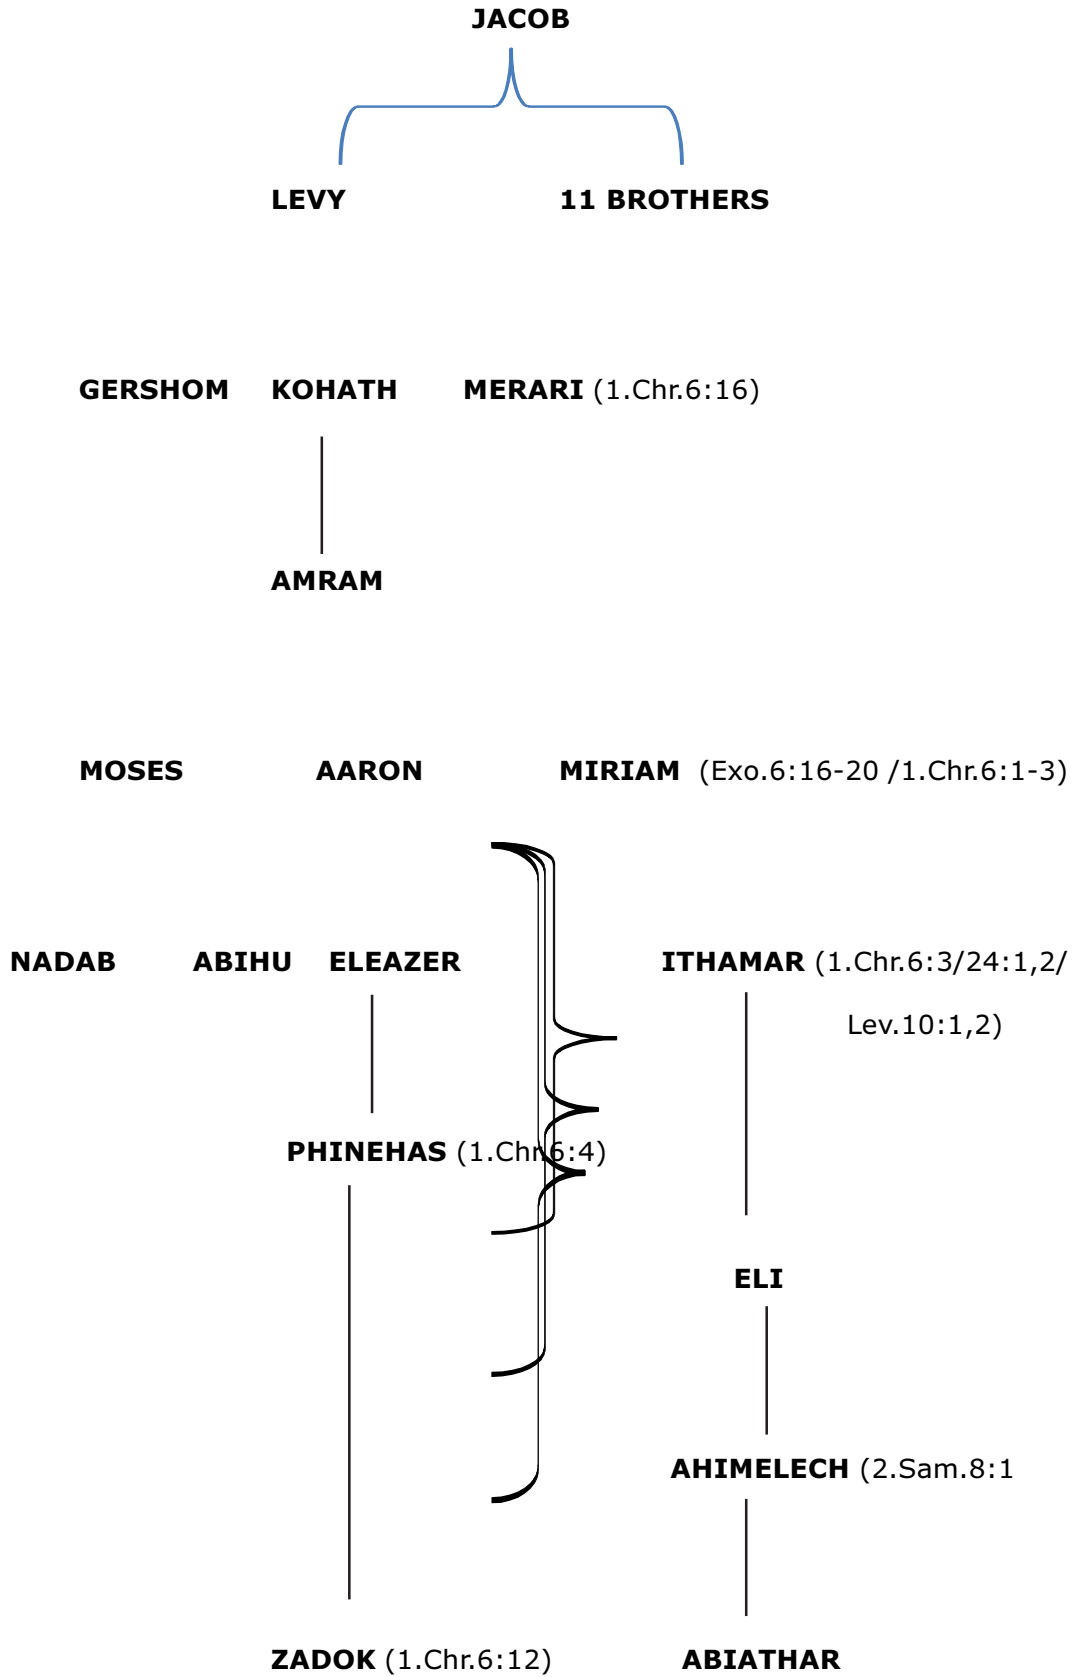 JACOB
LEVY 11 BROTHERS
GERSHOM KOHATH MERARI (1.Chr.6:16)
AMRAM
MOSES AARON MIRIAM (Exo.6:16-20 /1.Chr.6:1-3)
NADAB ABIHU ELEAZER ITHAMAR (1.Chr.6:3/24:1,2/
Lev.10:1,2)
PHINEHAS (1.Chr.6:4)
ELI
AHIMELECH (2.Sam.8:1
ZADOK (1.Chr.6:12) ABIATHAR